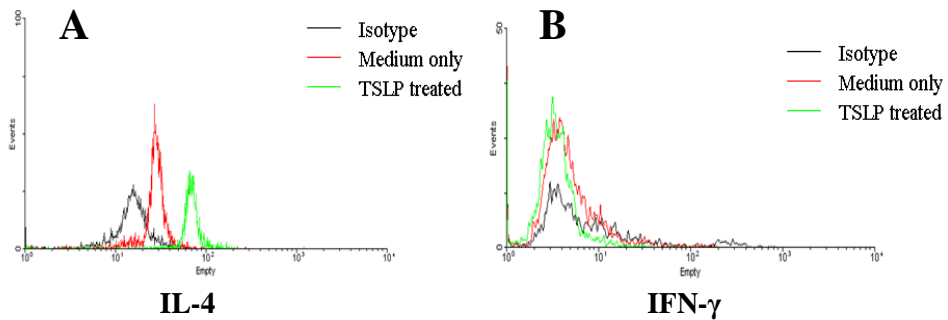 A
100
Events
0
Isotype
Medium only
TSLP treated
10⁰
10¹
10²
10³
10⁴
Empty
IL-4
B
50
Events
0
Isotype
Medium only
TSLP treated
10⁰
10¹
10²
10³
10⁴
Empty
IFN-γ